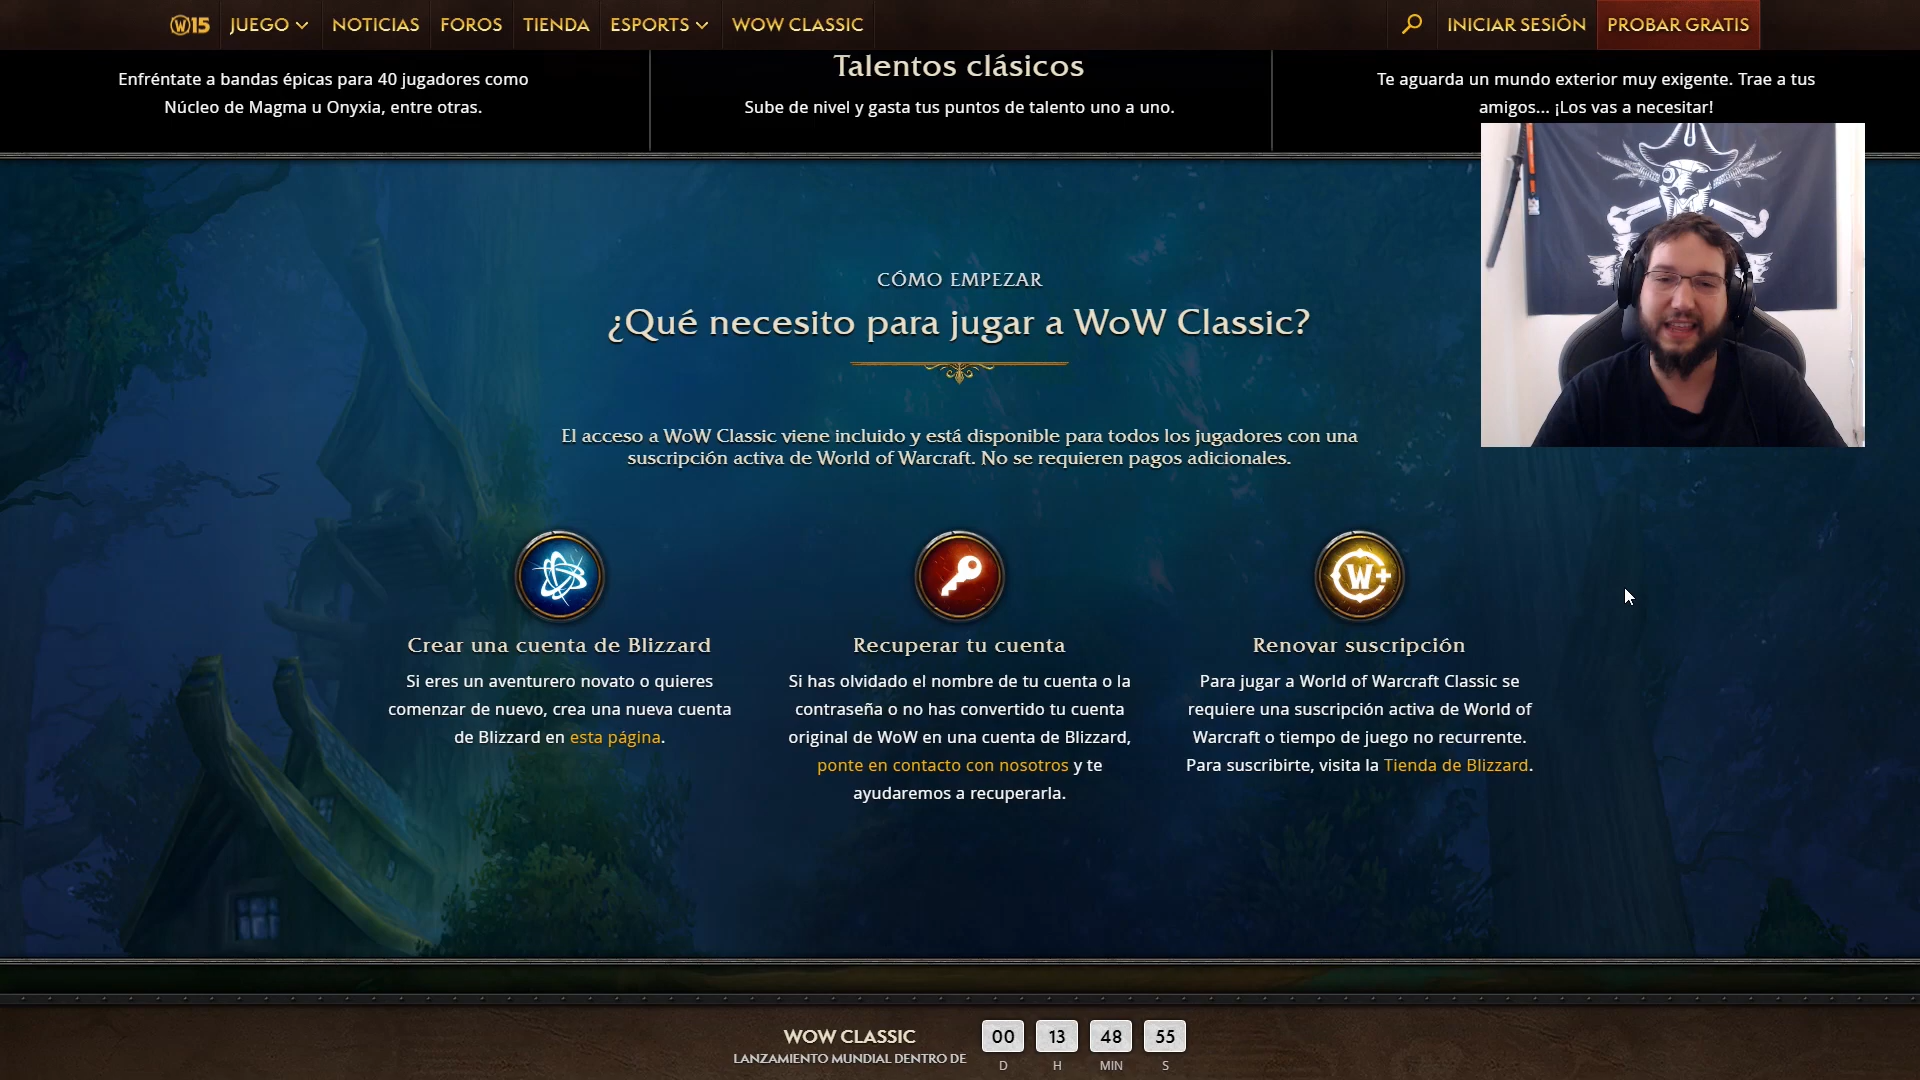 W15 JUEGO NOTICIAS FOROS TIENDA ESPORTS WOW CLASSIC INICIAR SESIÓN PROBAR GRATIS
Enfréntate a bandas épicas para 40 jugadores como
Núcleo de Magma u Onyxia, entre otras.
Talentos clásicos
Sube de nivel y gasta tus puntos de talento uno a uno.
Te aguarda un mundo exterior muy exigente. Trae a tus
amigos... ¡Los vas a necesitar!
CÓMO EMPEZAR
¿Qué necesito para jugar a WoW Classic?
El acceso a WoW Classic viene incluido y está disponible para todos los jugadores con una
suscripción activa de World of Warcraft. No se requieren pagos adicionales.
Crear una cuenta de Blizzard
Si eres un aventurero novato o quieres
comenzar de nuevo, crea una nueva cuenta
de Blizzard en esta página.
Recuperar tu cuenta
Si has olvidado el nombre de tu cuenta o la
contraseña o no has convertido tu cuenta
original de WoW en una cuenta de Blizzard,
ponte en contacto con nosotros y te
ayudaremos a recuperarla.
W+
Renovar suscripción
Para jugar a World of Warcraft Classic se
requiere una suscripción activa de World of
Warcraft o tiempo de juego no recurrente.
Para suscribirte, visita la Tienda de Blizzard.
WOW CLASSIC
LANZAMIENTO MUNDIAL DENTRO DE
00 13 48 55
D H MIN S